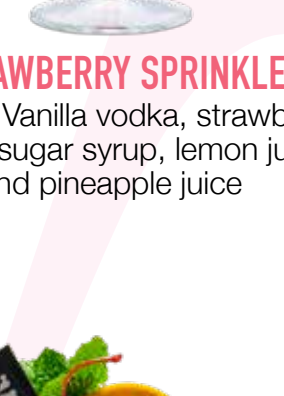 AWBERRY SPRINKLE
Vanilla vodka, strawb
sugar syrup, lemon ju
nd pineapple juice